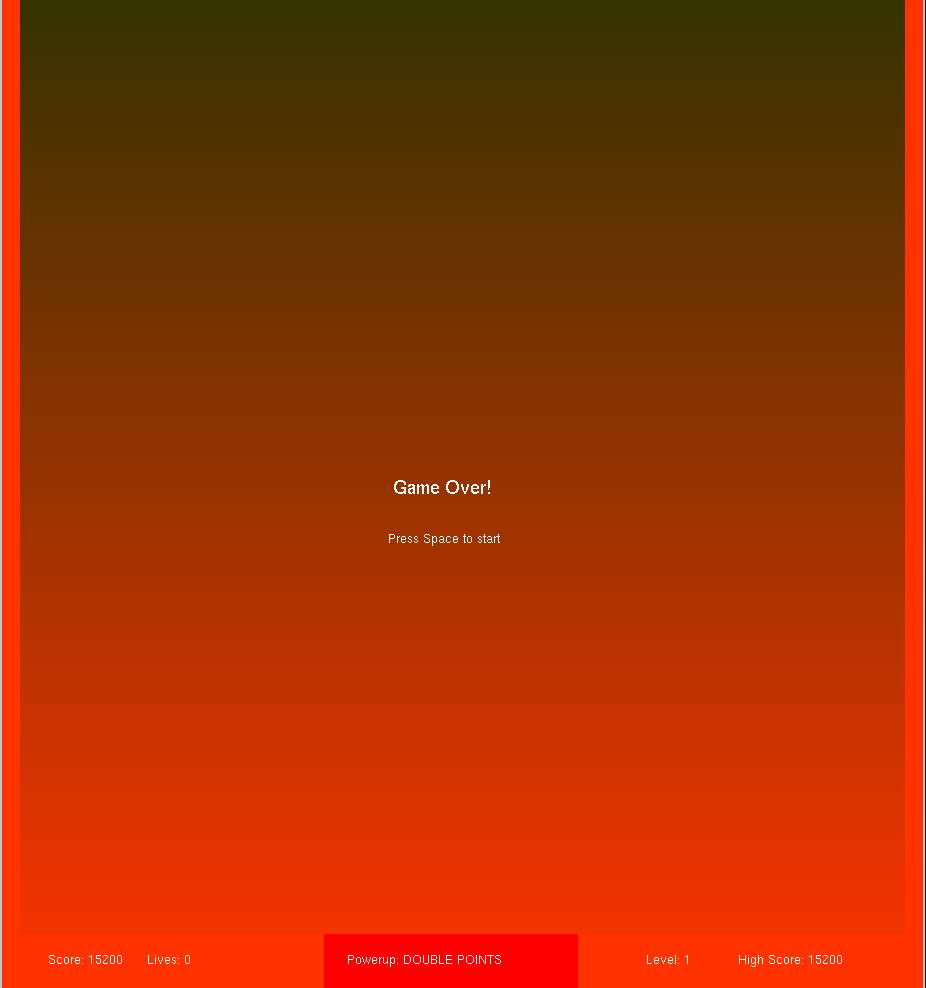 Game Over!
Press Space to start
Score: 15200 Lives: 0 Powerup: DOUBLE POINTS Level: 1 High Score: 15200